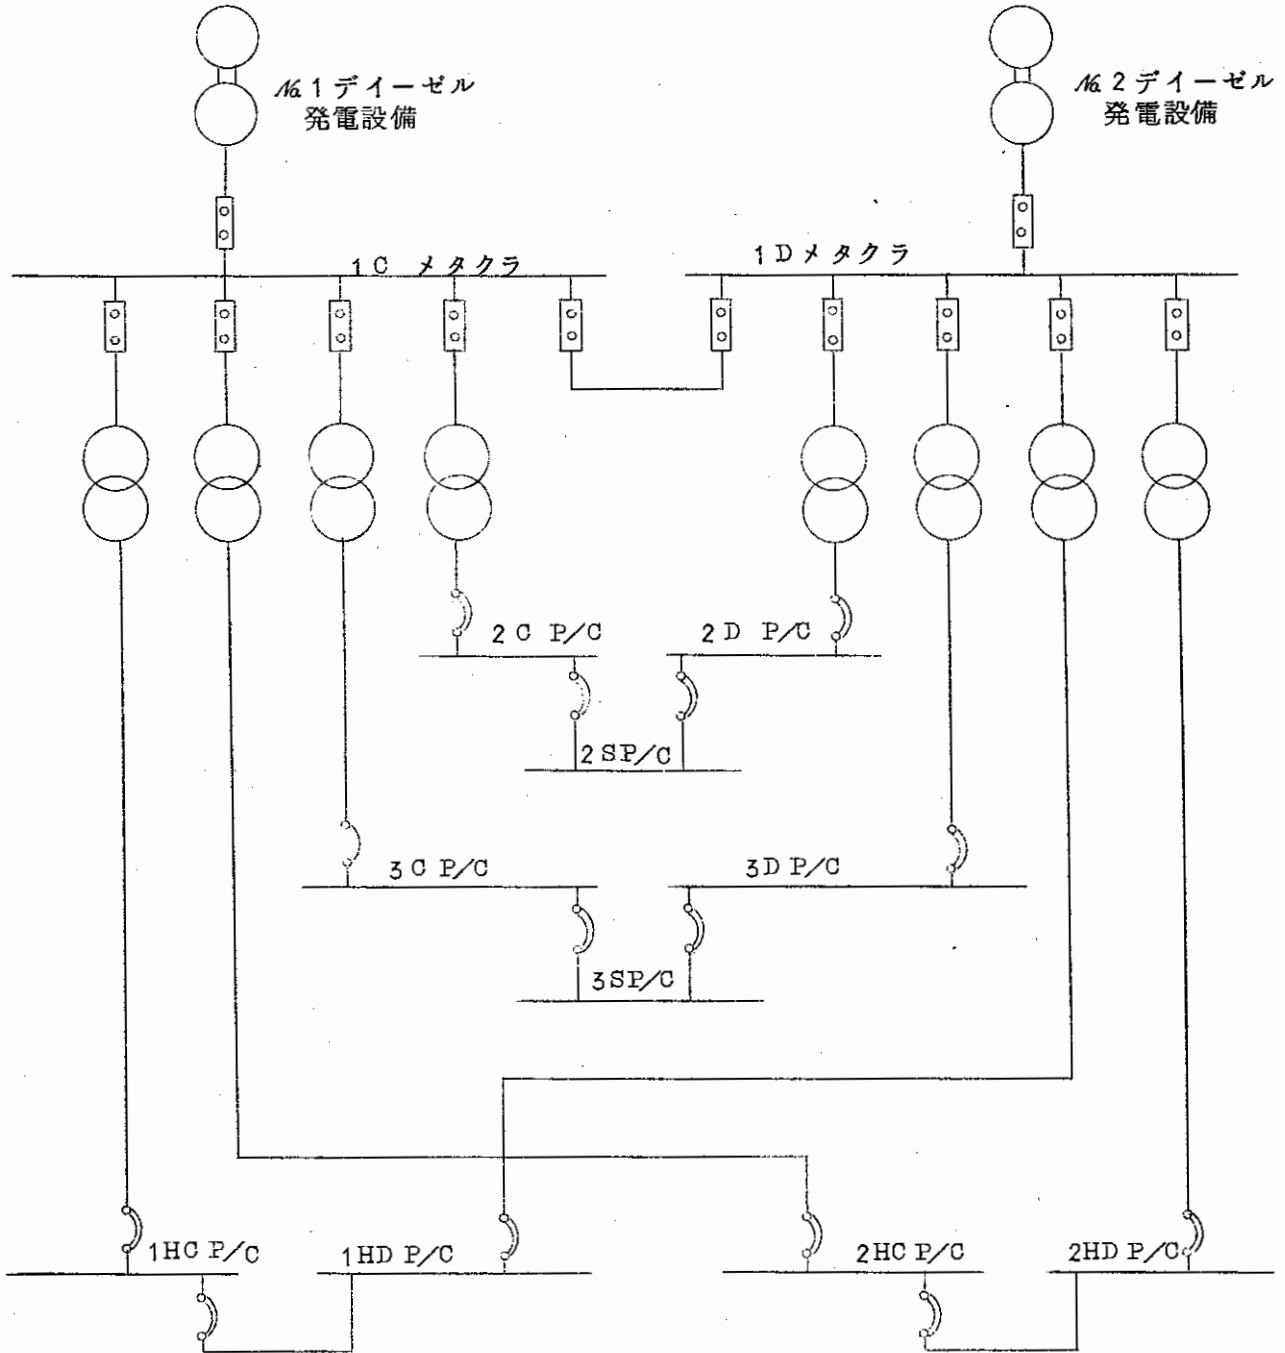 №1デイーゼル
発電設備
№2デイーゼル
発電設備
1C メタクラ
1Dメタクラ
2C P/C
2D P/C
2SP/C
3C P/C
3D P/C
3SP/C
1HC P/C
1HD P/C
2HC P/C
2HD P/C